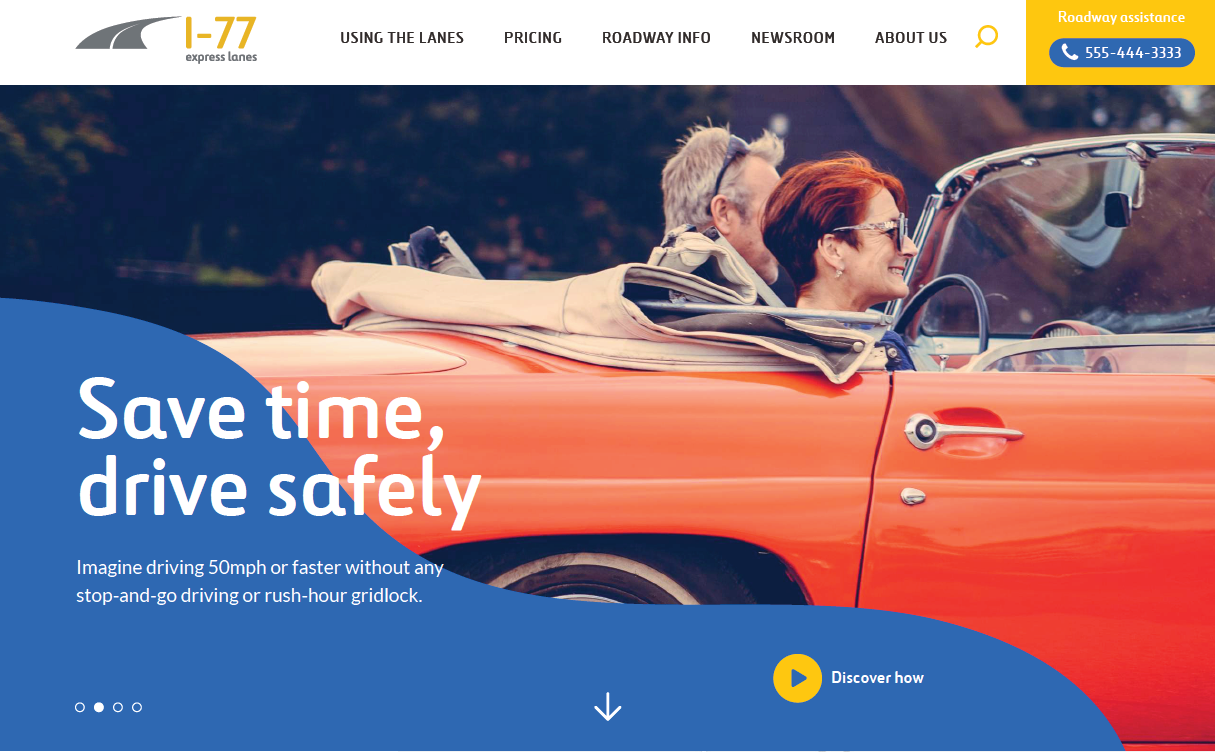 I-77
express lanes
USING THE LANES
PRICING
ROADWAY INFO
NEWSROOM
ABOUT US
Roadway assistance
555-444-3333
Save time,
drive safely
Imagine driving 50mph or faster without any
stop-and-go driving or rush-hour gridlock.
Discover how